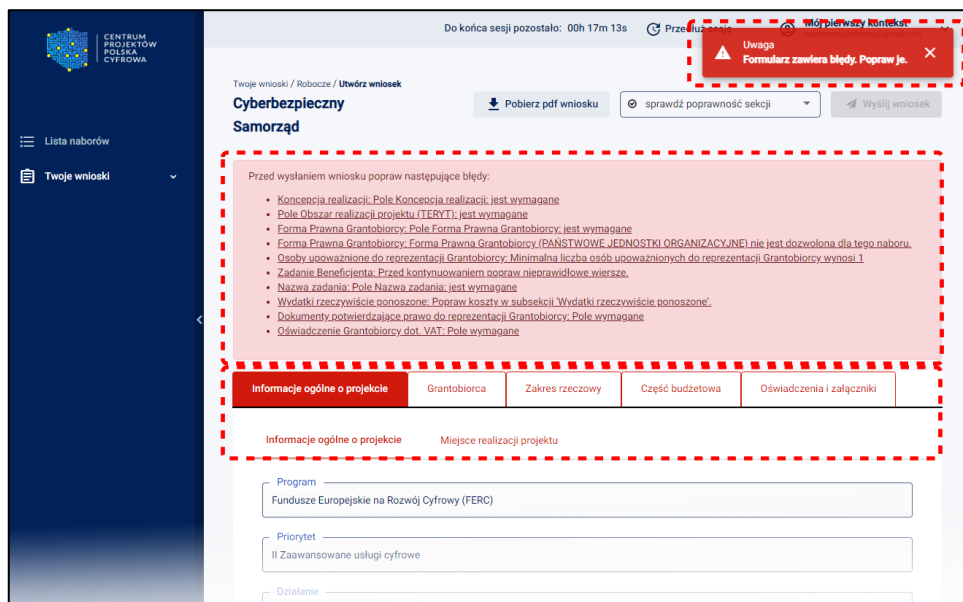 CENTRUM
PROJEKTÓW
POLSKA
CYFROWA
Do końca sesji pozostało: 00h 17m 13s
Przedłuż sesję
Mój pierwszy kontekst
Uwaga
Formularz zawiera błędy. Popraw je.
Twoje wnioski / Robocze / Utwórz wniosek
Cyberbezpieczny
Samorząd
Pobierz pdf wniosku
sprawdź poprawność sekcji
Wyślij wniosek
Lista naborów
Twoje wnioski
Przed wysłaniem wniosku popraw następujące błędy:
Koncepcja realizacji: Pole Koncepcja realizacji: jest wymagane
Pole Obszar realizacji projektu (TERYT): jest wymagane
Forma Prawna Grantobiorcy: Pole Forma Prawna Grantobiorcy: jest wymagane
Forma Prawna Grantobiorcy: Forma Prawna Grantobiorcy (PAŃSTWOWE JEDNOSTKI ORGANIZACYJNE) nie jest dozwolona dla tego naboru.
Osoby upoważnione do reprezentacji Grantobiorcy: Minimalna liczba osób upoważnionych do reprezentacji Grantobiorcy wynosi 1
Zadanie Beneficjenta: Przed kontynuowaniem popraw nieprawidłowe wiersze.
Nazwa zadania: Pole Nazwa zadania: jest wymagane
Wydatki rzeczywiście ponoszone: Popraw koszty w subsekcji 'Wydatki rzeczywiście ponoszone'.
Dokumenty potwierdzające prawo do reprezentacji Grantobiorcy: Pole wymagane
Oświadczenie Grantobiorcy dot. VAT: Pole wymagane
Informacje ogólne o projekcie
Grantobiorca
Zakres rzeczowy
Część budżetowa
Oświadczenia i załączniki
Informacje ogólne o projekcie
Miejsce realizacji projektu
Program
Fundusze Europejskie na Rozwój Cyfrowy (FERC)
Priorytet
II Zaawansowane usługi cyfrowe
Działanie